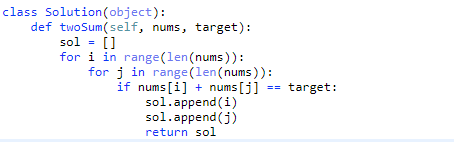 class Solution(object):
    def twoSum(self, nums, target):
        sol = []
        for i in range(len(nums)):
            for j in range(len(nums)):
                if nums[i] + nums[j] == target:
                    sol.append(i)
                    sol.append(j)
                    return sol